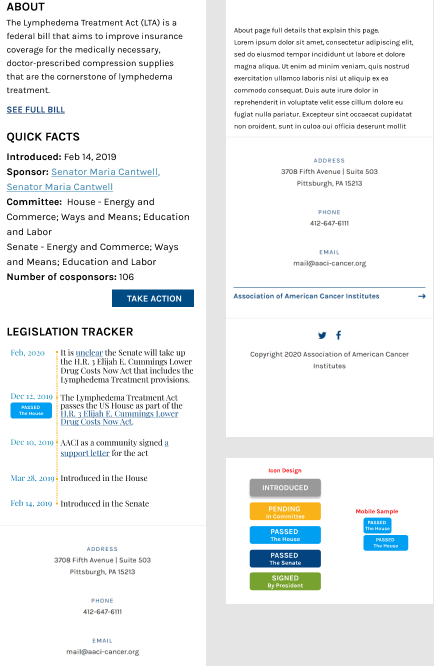 ABOUT
The Lymphedema Treatment Act (LTA) is a
federal bill that aims to improve insurance
coverage for the medically necessary,
doctor-prescribed compression supplies
that are the cornerstone of lymphedema
treatment.
SEE FULL BILL
QUICK FACTS
Introduced: Feb 14, 2019
Sponsor: Senator Maria Cantwell,
Senator Maria Cantwell
Committee: House - Energy and
Commerce; Ways and Means; Education
and Labor
Senate - Energy and Commerce; Ways
and Means; Education and Labor
Number of cosponsors: 106
TAKE ACTION
LEGISLATION TRACKER
Feb, 2020
It is unclear the Senate will take up
the H.R. 3 Elijah E. Cummings Lower
Drug Costs Now Act that includes the
Lymphedema Treatment provisions.
Dec 12, 2019
PASSED
The House
The Lymphedema Treatment Act
passes the US House as part of the
H.R. 3 Elijah E. Cummings Lower
Drug Costs Now Act.
Dec 10, 2019
AACI as a community signed a
support letter for the act
Mar 28, 2019
Introduced in the House
Feb 14, 2019
Introduced in the Senate
ADDRESS
3708 Fifth Avenue | Suite 503
Pittsburgh, PA 15213
PHONE
412-647-6111
EMAIL
mail@aaci-cancer.org
About page full details that explain this page.
Lorem ipsum dolor sit amet, consectetur adipiscing elit,
sed do eiusmod tempor incididunt ut labore et dolore
magna aliqua. Ut enim ad minim veniam, quis nostrud
exercitation ullamco laboris nisi ut aliquip ex ea
commodo consequat. Duis aute irure dolor in
reprehenderit in voluptate velit esse cillum dolore eu
fugiat nulla pariatur. Excepteur sint occaecat cupidatat
non proident, sunt in culpa qui officia deserunt mollit
ADDRESS
3708 Fifth Avenue | Suite 503
Pittsburgh, PA 15213
PHONE
412-647-6111
EMAIL
mail@aaci-cancer.org
Association of American Cancer Institutes
Copyright 2020 Association of American Cancer
Institutes
Icon Design
INTRODUCED
PENDING
In Committee
PASSED
The House
PASSED
The Senate
SIGNED
By President
Mobile Sample
PASSED
The House
PASSED
The House